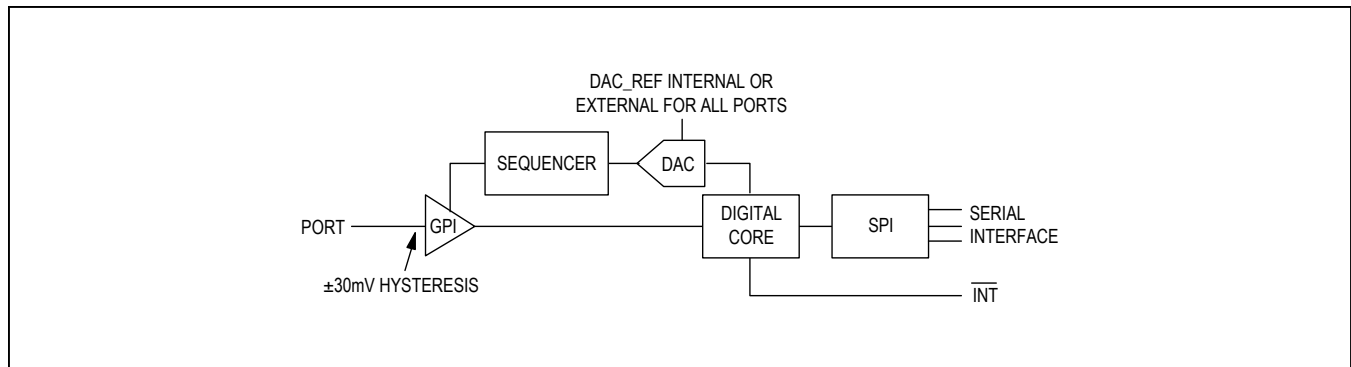 DAC_REF INTERNAL OR
EXTERNAL FOR ALL PORTS
SEQUENCER
DAC
PORT
GPI
DIGITAL
CORE
SPI
SERIAL
INTERFACE
±30mV HYSTERESIS
INT